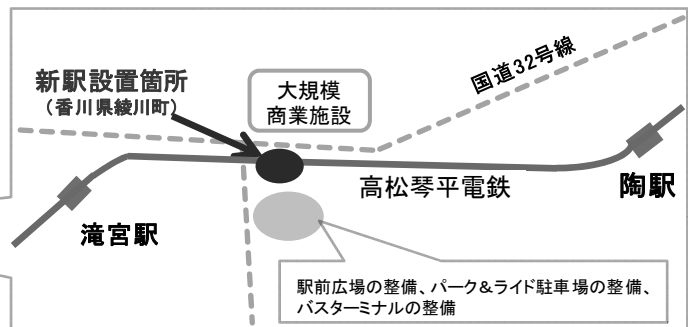 新駅設置箇所
（香川県綾川町）
大規模
商業施設
国道32号線
高松琴平電鉄
陶駅
滝宮駅
駅前広場の整備、パーク&ライド駐車場の整備、
バスターミナルの整備